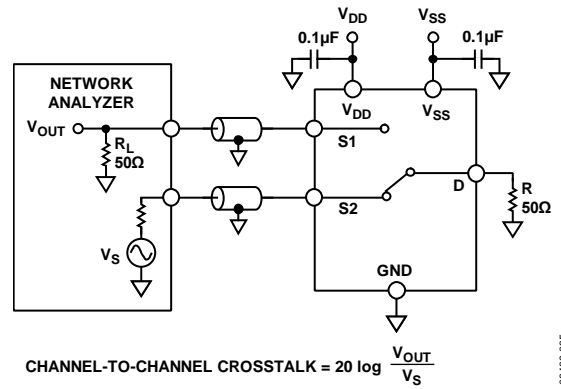 VDD
VSS
0.1µF
0.1µF
NETWORK
ANALYZER
VOUT
RL
50Ω
VS
VDD
VSS
S1
S2
D
R
50Ω
GND
CHANNEL-TO-CHANNEL CROSSTALK = 20 log VOUT
VS